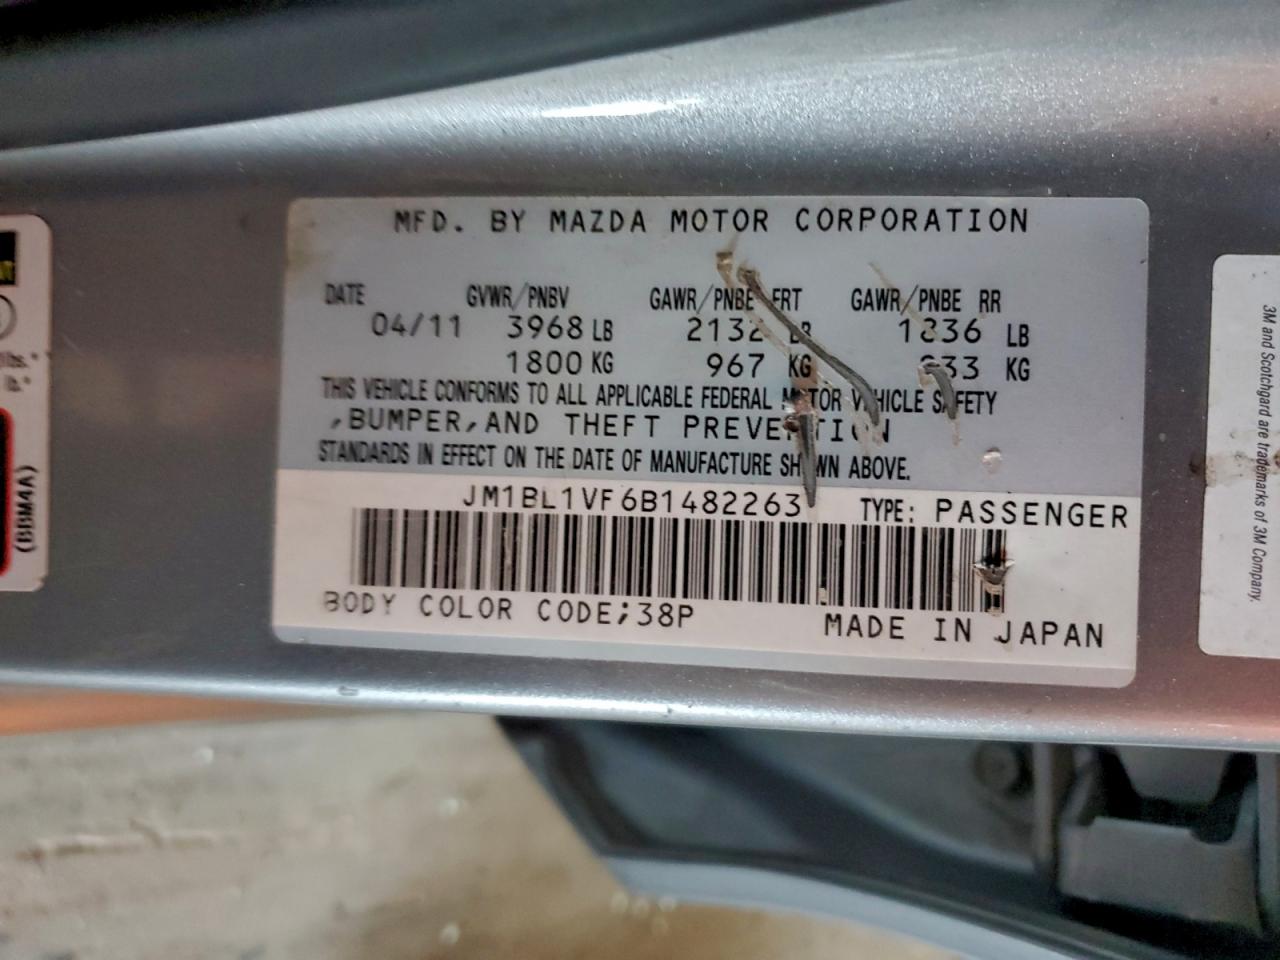 MFD. BY MAZDA MOTOR CORPORATION
DATE GVWR/PNBV GAWR/PNBE FRT GAWR/PNBE RR
04/11 3968 LB 2132 LB 1836 LB
1800 KG 967 KG 833 KG
THIS VEHICLE CONFORMS TO ALL APPLICABLE FEDERAL MOTOR VEHICLE SAFETY
,BUMPER,AND THEFT PREVENTION
STANDARDS IN EFFECT ON THE DATE OF MANUFACTURE SHOWN ABOVE.
JM1BL1VF6B1482263 TYPE: PASSENGER
BODY COLOR CODE;38P
MADE IN JAPAN
(BBM4A)
lbs.*
lb.*
3M and Scotchgard are trademarks of 3M Company.